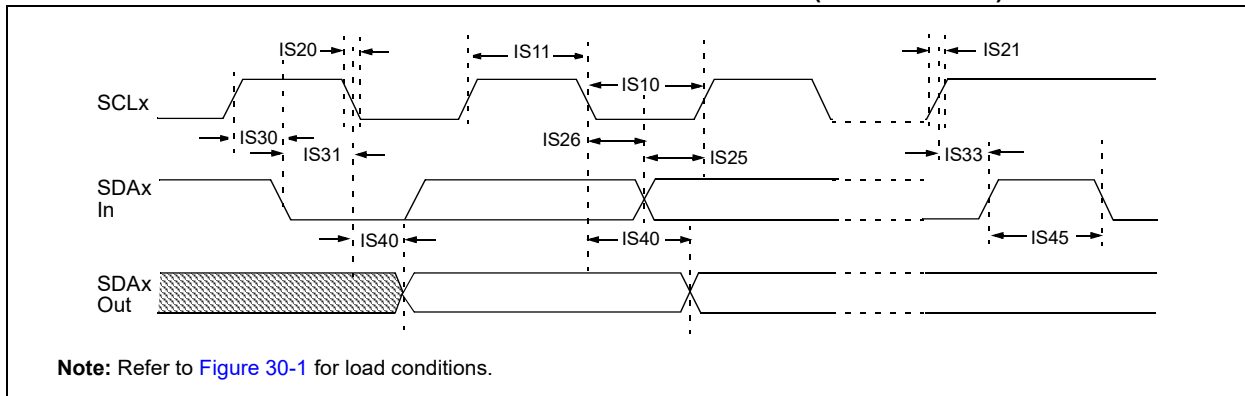 IS20
IS11
IS21
IS10
SCLx
IS30
IS26
IS31
IS25
IS33
SDAx
In
IS40
IS40
IS45
SDAx
Out
Note: Refer to Figure 30-1 for load conditions.